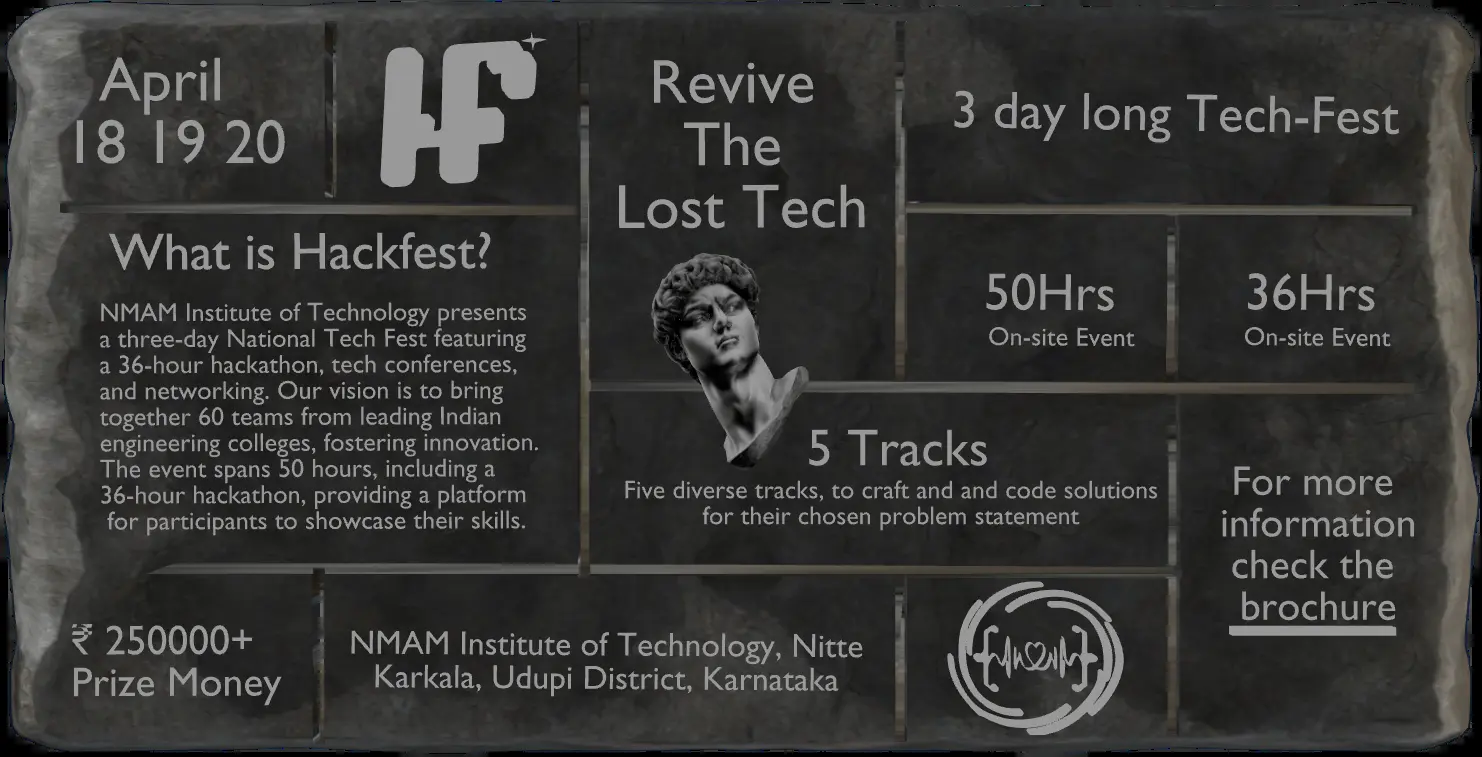 April
18 19 20
HF
Revive
The
Lost Tech
3 day long Tech-Fest
50Hrs
On-site Event
36Hrs
On-site Event
What is Hackfest?
NMAM Institute of Technology presents
a three-day National Tech Fest featuring
a 36-hour hackathon, tech conferences,
and networking. Our vision is to bring
together 60 teams from leading Indian
engineering colleges, fostering innovation.
The event spans 50 hours, including a
36-hour hackathon, providing a platform
for participants to showcase their skills.
5 Tracks
Five diverse tracks, to craft and and code solutions
for their chosen problem statement
For more
information
check the
brochure
₹ 250000+
Prize Money
NMAM Institute of Technology, Nitte
Karkala, Udupi District, Karnataka